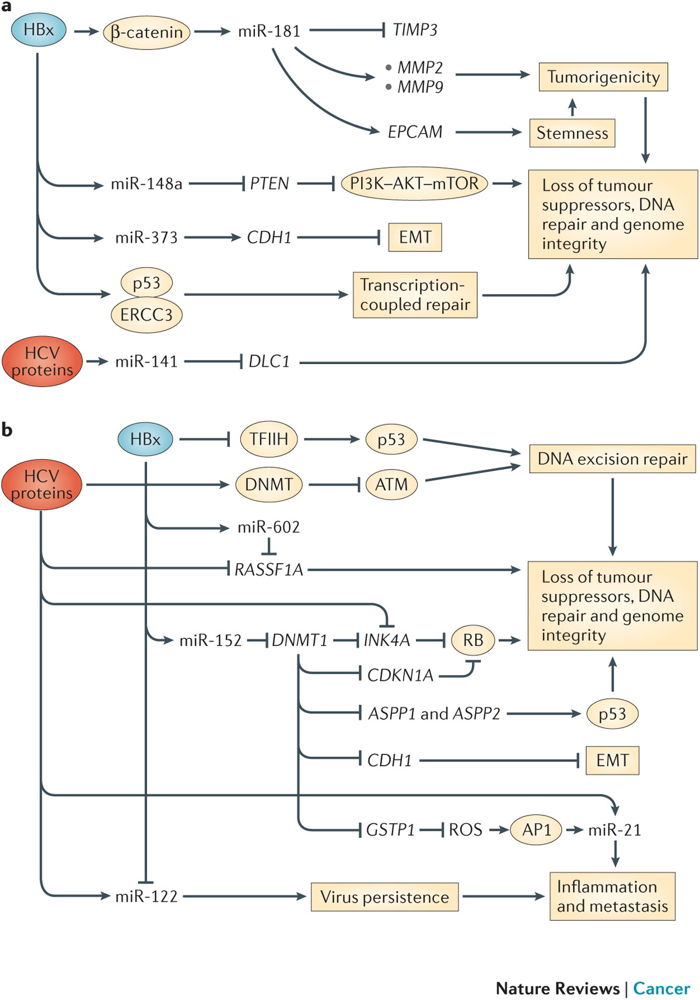 a
HBx
β-catenin
miR-181
TIMP3
• MMP2
• MMP9
Tumorigenicity
EPCAM
Stemness
miR-148a
PTEN
PI3K–AKT–mTOR
Loss of tumour
suppressors, DNA
repair and genome
integrity
miR-373
CDH1
EMT
p53
ERCC3
Transcription-
coupled repair
HCV
proteins
miR-141
DLC1
b
HBx
TFIIH
p53
DNA excision repair
HCV
proteins
DNMT
ATM
miR-602
RASSF1A
Loss of tumour
suppressors, DNA
repair and genome
integrity
miR-152
DNMT1
INK4A
RB
CDKN1A
ASPP1 and ASPP2
p53
CDH1
EMT
GSTP1
ROS
AP1
miR-21
miR-122
Virus persistence
Inflammation
and metastasis
Nature Reviews | Cancer